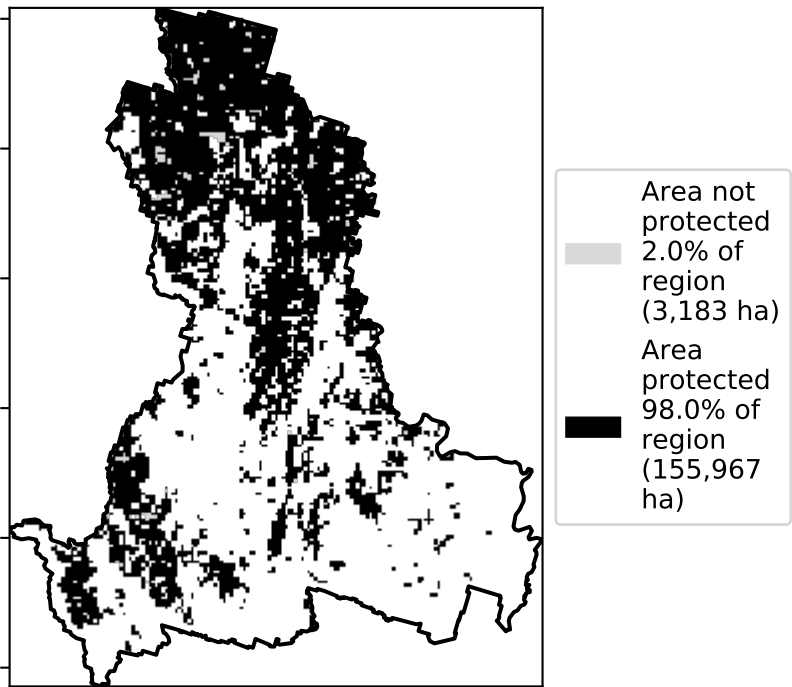 Area not
protected
2.0% of
region
(3,183 ha)
Area
protected
98.0% of
region
(155,967
ha)